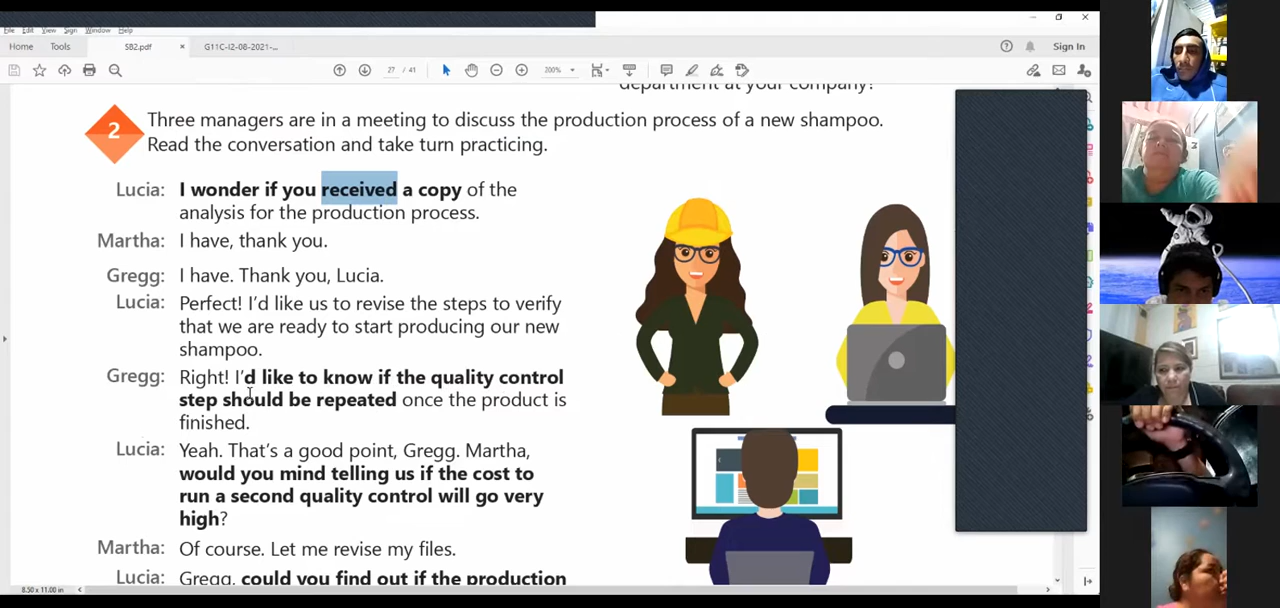 File Edit View Sign Window Help
Home Tools SB2.pdf × G11C-I2-08-2021-... Sign In
27 / 41 200%
department at your company?
2 Three managers are in a meeting to discuss the production process of a new shampoo.
Read the conversation and take turn practicing.
Lucia: I wonder if you received a copy of the
analysis for the production process.
Martha: I have, thank you.
Gregg: I have. Thank you, Lucia.
Lucia: Perfect! I'd like us to revise the steps to verify
that we are ready to start producing our new
shampoo.
Gregg: Right! I'd like to know if the quality control
step should be repeated once the product is
finished.
Lucia: Yeah. That's a good point, Gregg. Martha,
would you mind telling us if the cost to
run a second quality control will go very
high?
Martha: Of course. Let me revise my files.
Lucia: Gregg, could you find out if the production
8.50 x 11.00 in